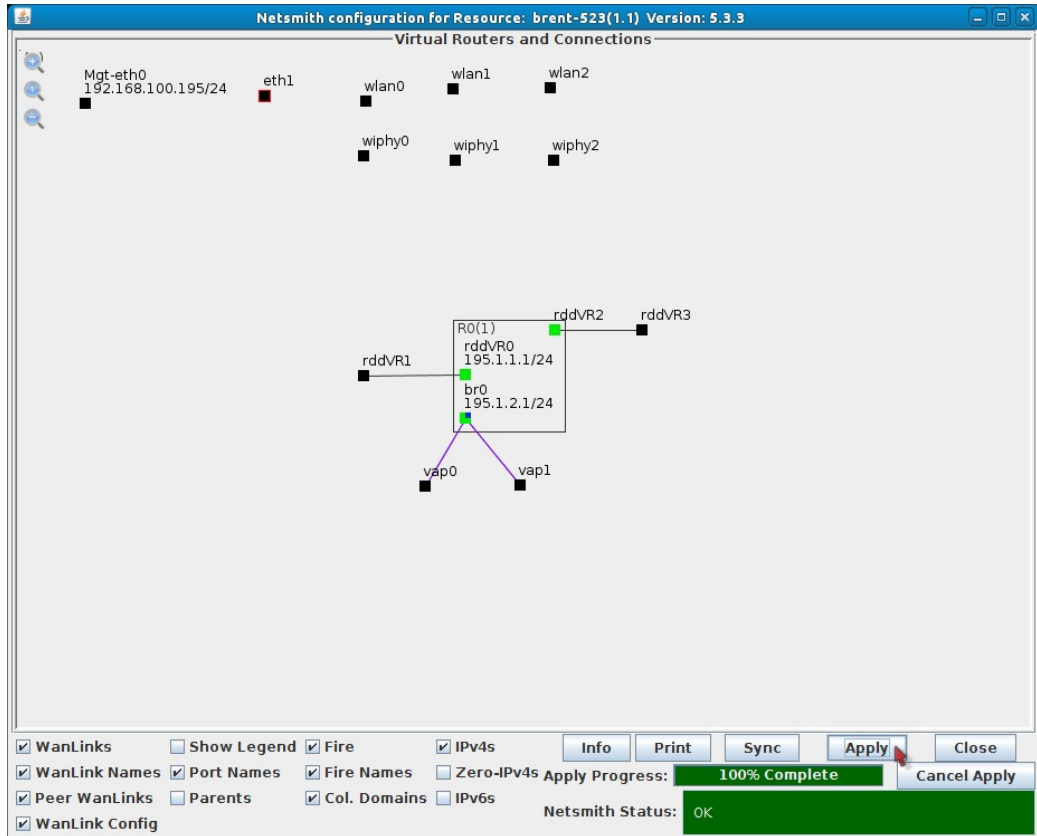 Netsmith configuration for Resource: brent-523(1.1) Version: 5.3.3
Virtual Routers and Connections
Mgt-eth0
192.168.100.195/24
eth1
wlan0
wlan1
wlan2
wiphy0
wiphy1
wiphy2
rddVR2
rddVR3
R0(1)
rddVR0
195.1.1.1/24
rddVR1
br0
195.1.2.1/24
vap0
vap1
WanLinks
Show Legend
Fire
IPv4s
Info
Print
Sync
Apply
Close
WanLink Names
Port Names
Fire Names
Zero-IPv4s
Apply Progress:
100% Complete
Cancel Apply
Peer WanLinks
Parents
Col. Domains
IPv6s
Netsmith Status:
OK
WanLink Config